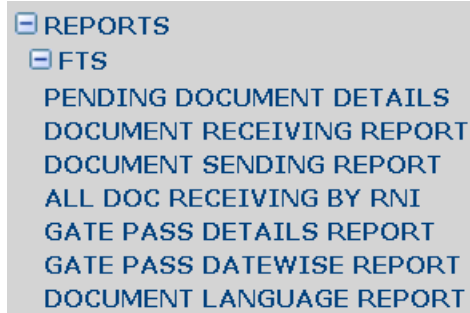 REPORTS
FTS
PENDING DOCUMENT DETAILS
DOCUMENT RECEIVING REPORT
DOCUMENT SENDING REPORT
ALL DOC RECEIVING BY RNI
GATE PASS DETAILS REPORT
GATE PASS DATEWISE REPORT
DOCUMENT LANGUAGE REPORT